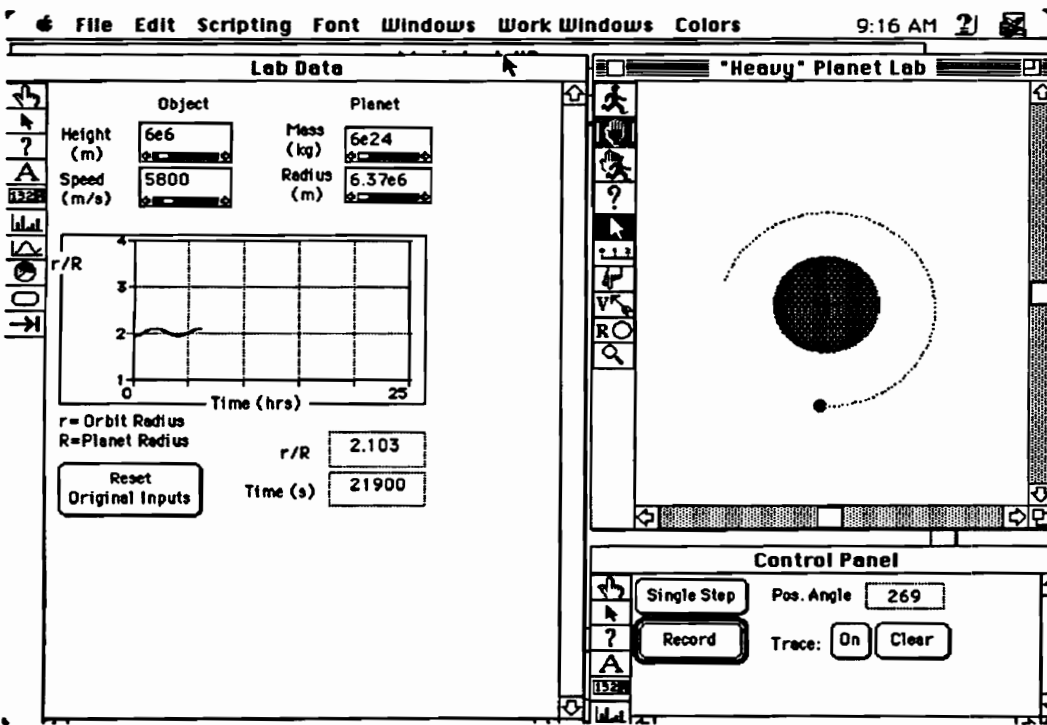 File Edit Scripting Font Windows Work Windows Colors 9:16 AM
Lab Data
Object Planet
Height (m) 6e6 Mass (kg) 6e24
Speed (m/s) 5800 Radius (m) 6.37e6
r/R
4
3
2
1
0 25
Time (hrs)
r= Orbit Radius
R=Planet Radius
r/R 2.103
Reset
Original Inputs
Time (s) 21900
?
A
"Heavy" Planet Lab
?
V
R
Control Panel
Single Step Pos. Angle 269
Record Trace: On Clear
?
A